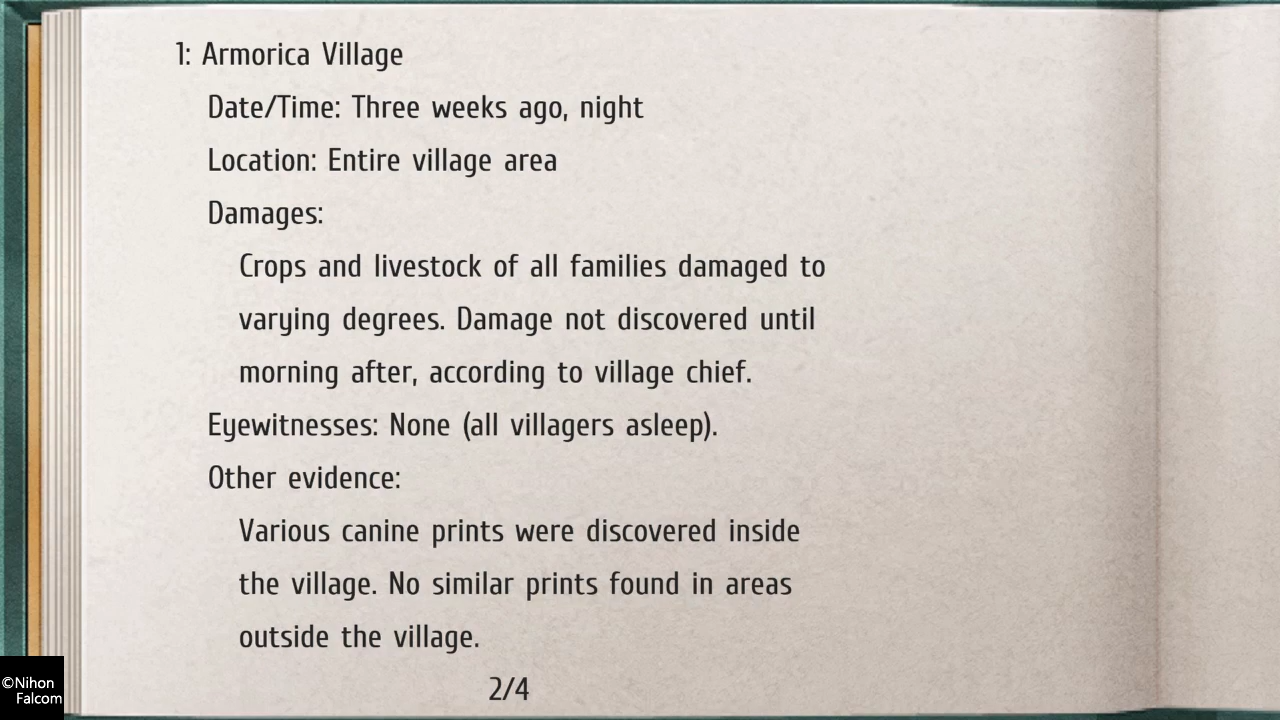 1: Armorica Village
Date/Time: Three weeks ago, night
Location: Entire village area
Damages:
Crops and livestock of all families damaged to
varying degrees. Damage not discovered until
morning after, according to village chief.
Eyewitnesses: None (all villagers asleep).
Other evidence:
Various canine prints were discovered inside
the village. No similar prints found in areas
outside the village.
2/4
©Nihon
Falcom